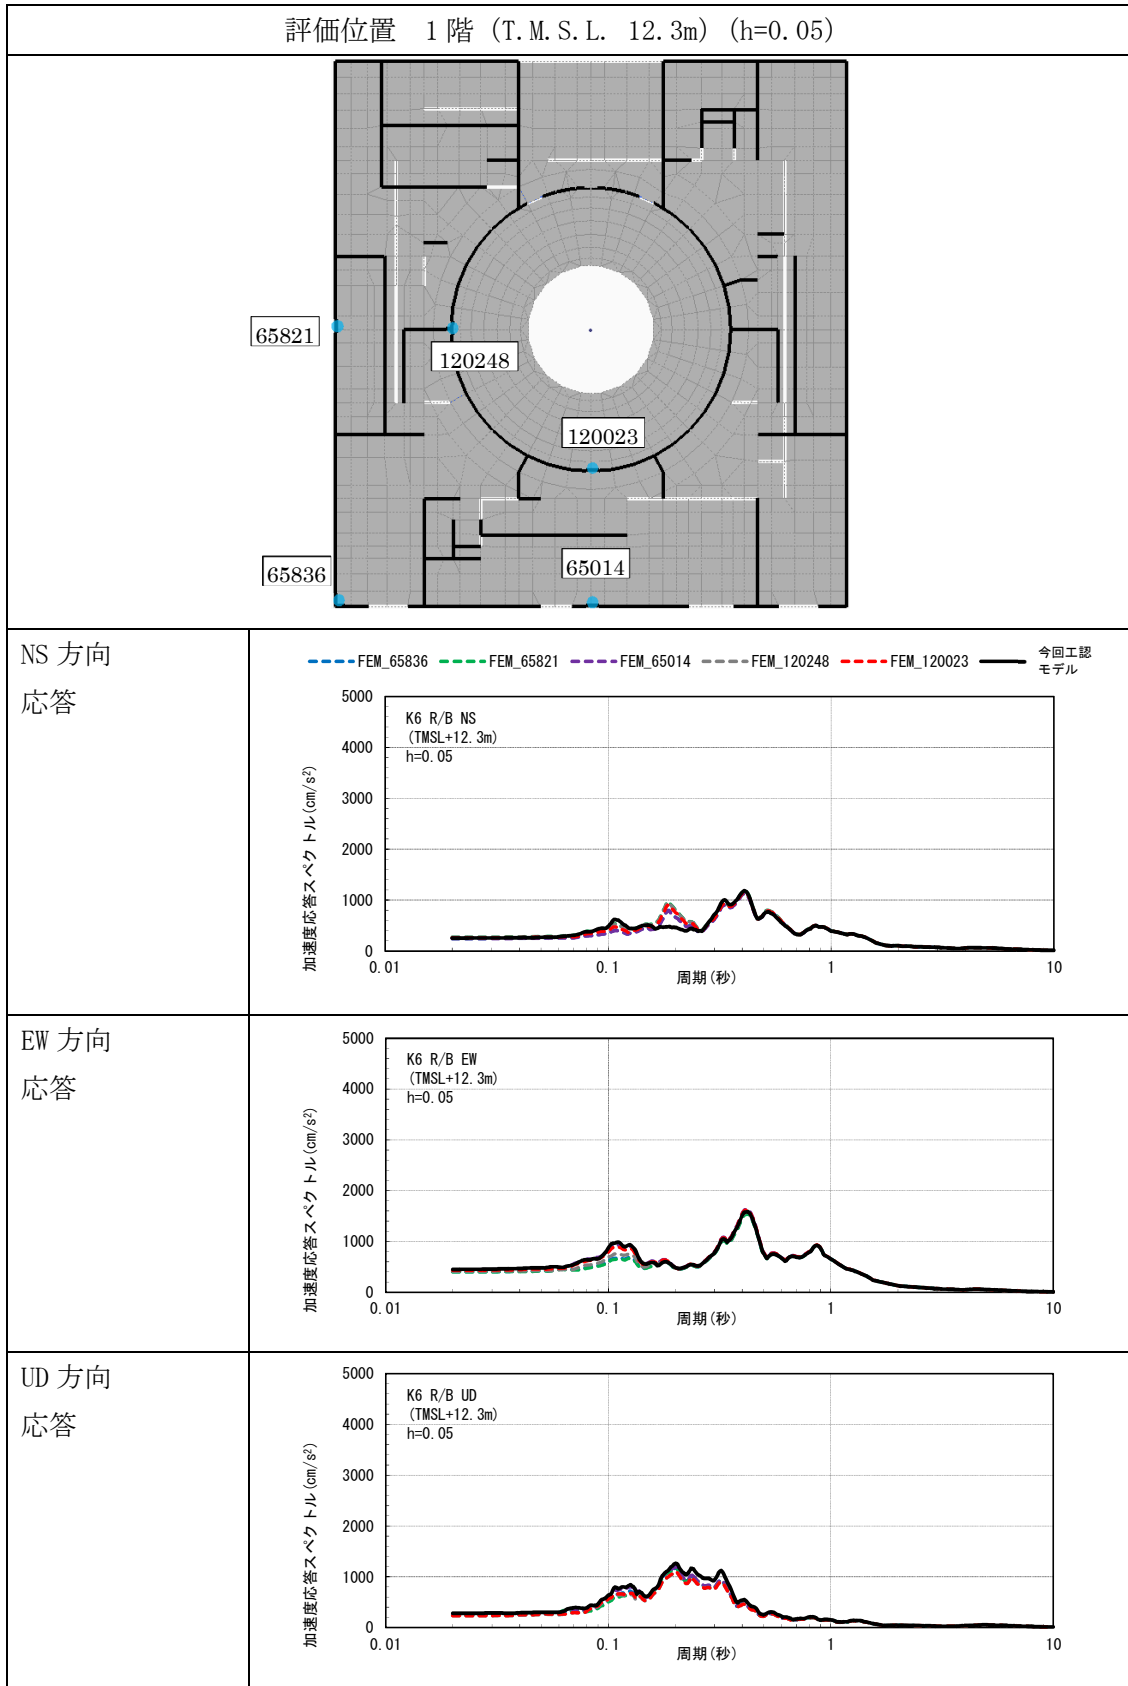 評価位置　1階 (T.M.S.L. 12.3m) (h=0.05)
65821
120248
120023
65836
65014
NS 方向
応答
FEM_65836 FEM_65821 FEM_65014 FEM_120248 FEM_120023 今回工認
モデル
加速度応答スペクトル(cm/s²)
5000
4000
3000
2000
1000
0
K6 R/B NS
(TMSL+12.3m)
h=0.05
0.01 0.1 1 10
周期(秒)
EW 方向
応答
加速度応答スペクトル(cm/s²)
5000
4000
3000
2000
1000
0
K6 R/B EW
(TMSL+12.3m)
h=0.05
0.01 0.1 1 10
周期(秒)
UD 方向
応答
加速度応答スペクトル(cm/s²)
5000
4000
3000
2000
1000
0
K6 R/B UD
(TMSL+12.3m)
h=0.05
0.01 0.1 1 10
周期(秒)